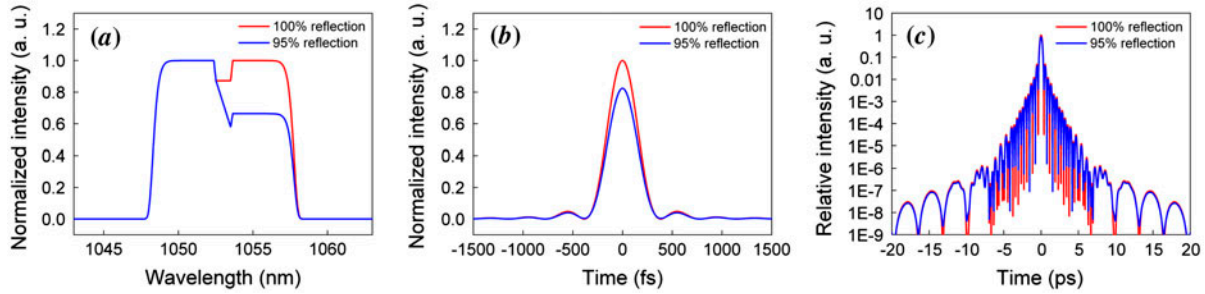 (a)
100% reflection
95% reflection
Normalized intensity (a. u.)
1.2
1.0
0.8
0.6
0.4
0.2
0.0
1045 1050 1055 1060
Wavelength (nm)
(b)
100% reflection
95% reflection
Normalized intensity (a. u.)
1.2
1.0
0.8
0.6
0.4
0.2
0.0
-1500 -1000 -500 0 500 1000 1500
Time (fs)
(c)
100% reflection
95% reflection
Relative intensity (a. u.)
10
1
0.1
0.01
1E-3
1E-4
1E-5
1E-6
1E-7
1E-8
1E-9
-20 -15 -10 -5 0 5 10 15 20
Time (ps)